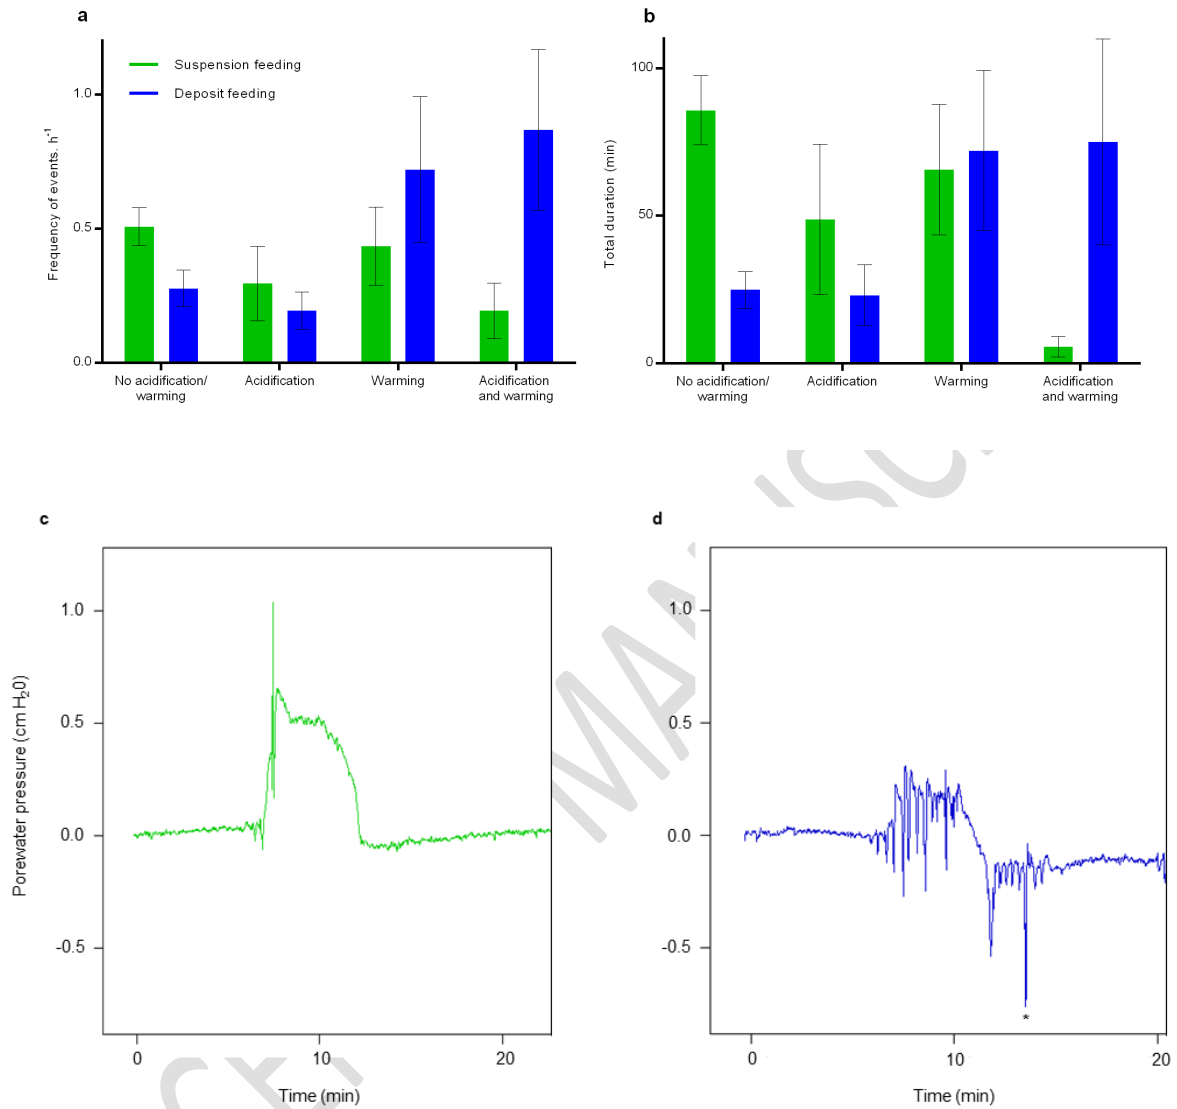 a
1.0
0.5
0.0
Frequency of events. h⁻¹
Suspension feeding
Deposit feeding
No acidification/
warming
Acidification
Warming
Acidification
and warming
b
100
50
0
Total duration (min)
No acidification/
warming
Acidification
Warming
Acidification
and warming
c
1.0
0.5
0.0
-0.5
Porewater pressure (cm H₂0)
0
10
20
Time (min)
d
1.0
0.5
0.0
-0.5
*
0
10
20
Time (min)